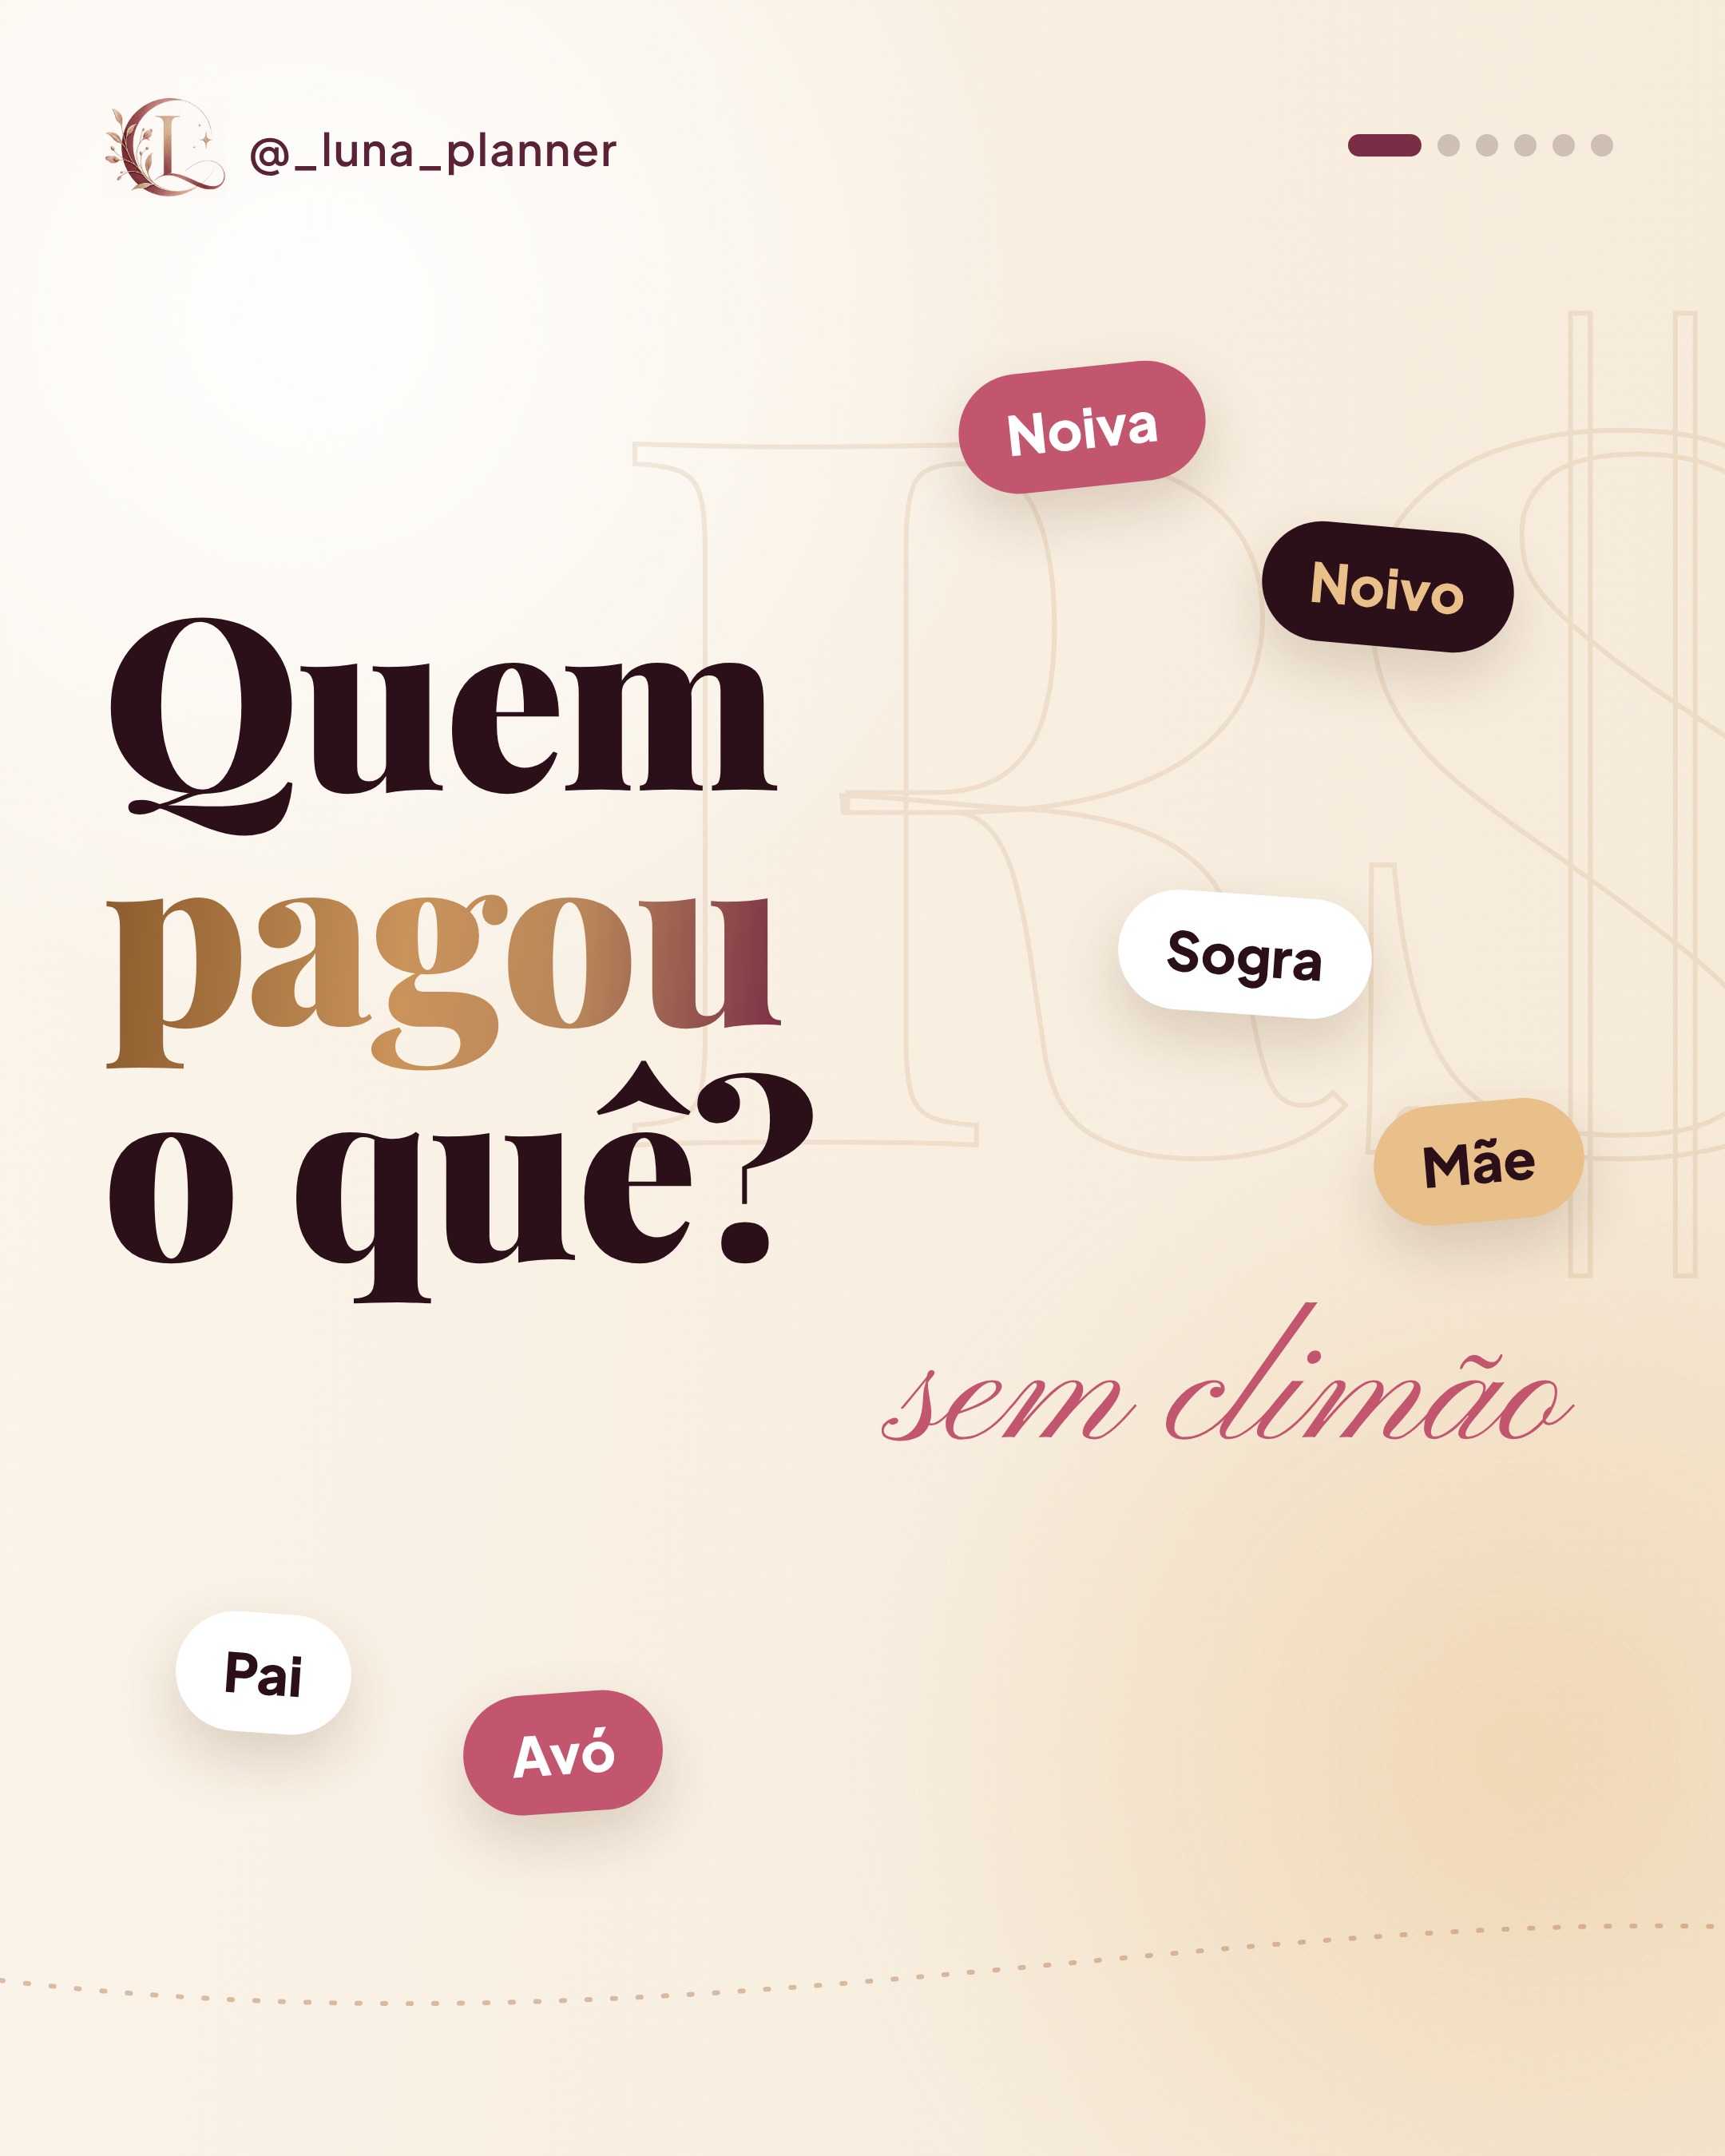 L
@_luna_planner
R$
Noiva
Noivo
Quem
pagou
o quê?
Sogra
Mãe
sem climão
Pai
Avó